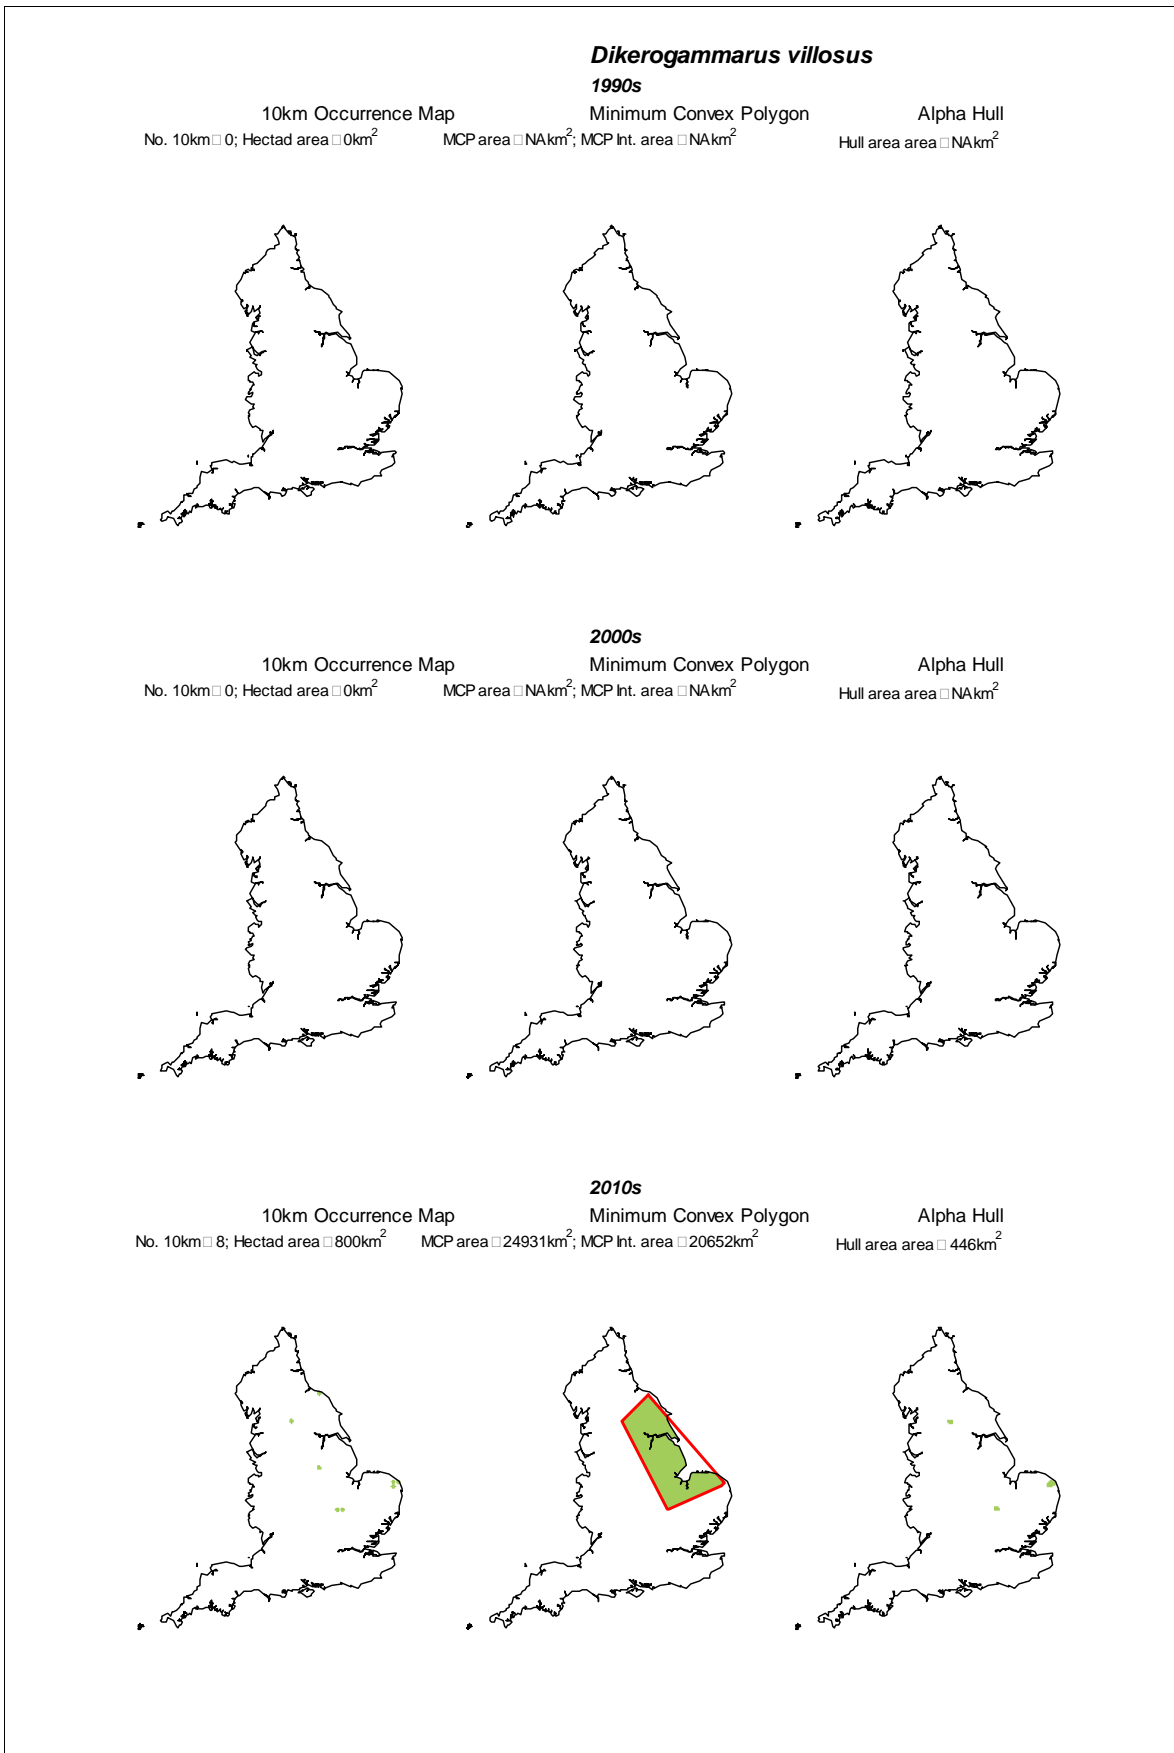 Dikerogammarus villosus
1990s
10km Occurrence Map Minimum Convex Polygon Alpha Hull
No. 10km□0; Hectad area□0km² MCP area□NAkm²; MCP Int. area□NAkm² Hull area area□NAkm²
2000s
10km Occurrence Map Minimum Convex Polygon Alpha Hull
No. 10km□0; Hectad area□0km² MCP area□NAkm²; MCP Int. area□NAkm² Hull area area□NAkm²
2010s
10km Occurrence Map Minimum Convex Polygon Alpha Hull
No. 10km□8; Hectad area□800km² MCP area□24931km²; MCP Int. area□20652km² Hull area area□446km²